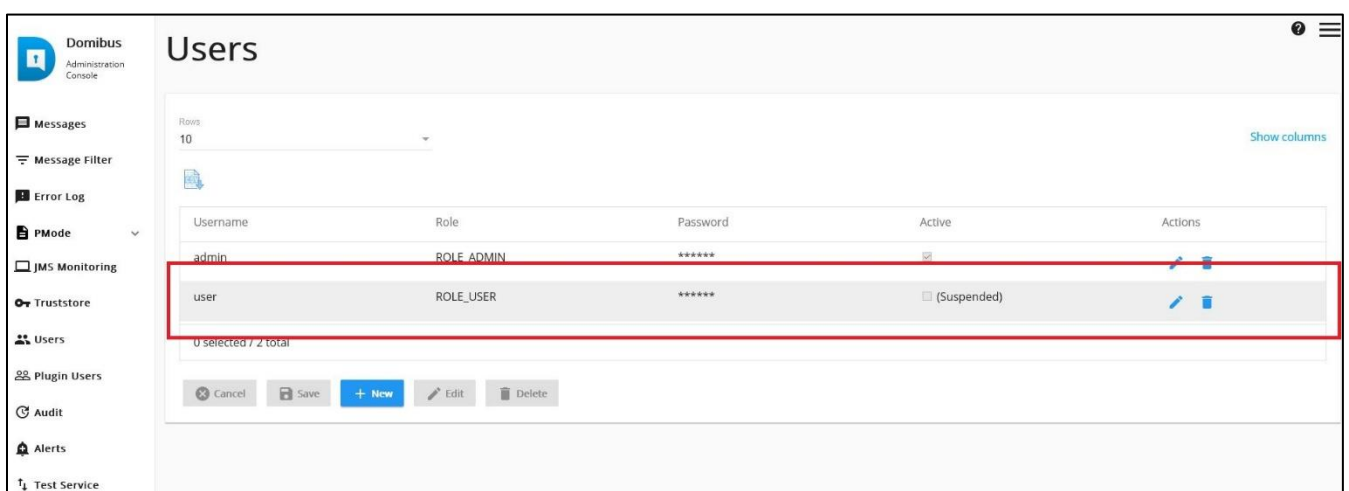 Domibus
Administration
Console
Messages
Message Filter
Error Log
PMode
JMS Monitoring
Truststore
Users
Plugin Users
Audit
Alerts
Test Service
Users
Rows
10
Show columns
Username Role Password Active Actions
admin ROLE_ADMIN ******
user ROLE_USER ****** (Suspended)
0 selected / 2 total
Cancel Save + New Edit Delete